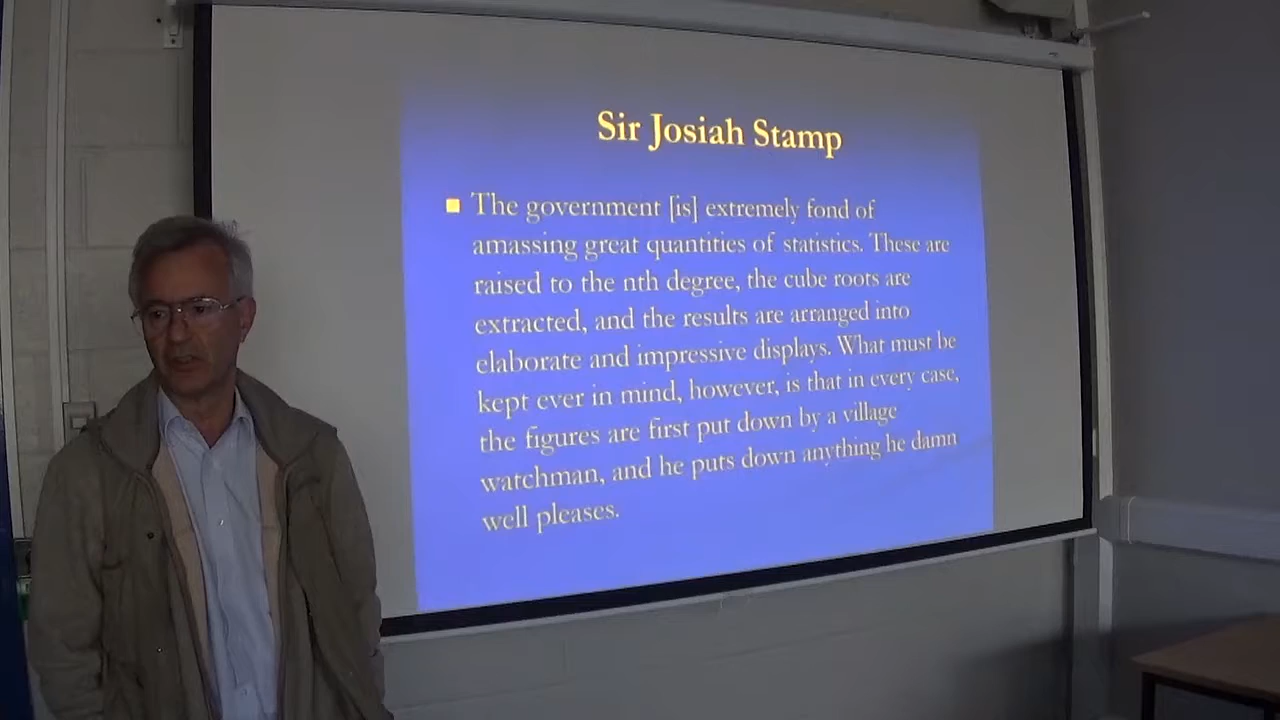 Sir Josiah Stamp
The government [is] extremely fond of
amassing great quantities of statistics. These are
raised to the nth degree, the cube roots are
extracted, and the results are arranged into
elaborate and impressive displays. What must be
kept ever in mind, however, is that in every case,
the figures are first put down by a village
watchman, and he puts down anything he damn
well pleases.